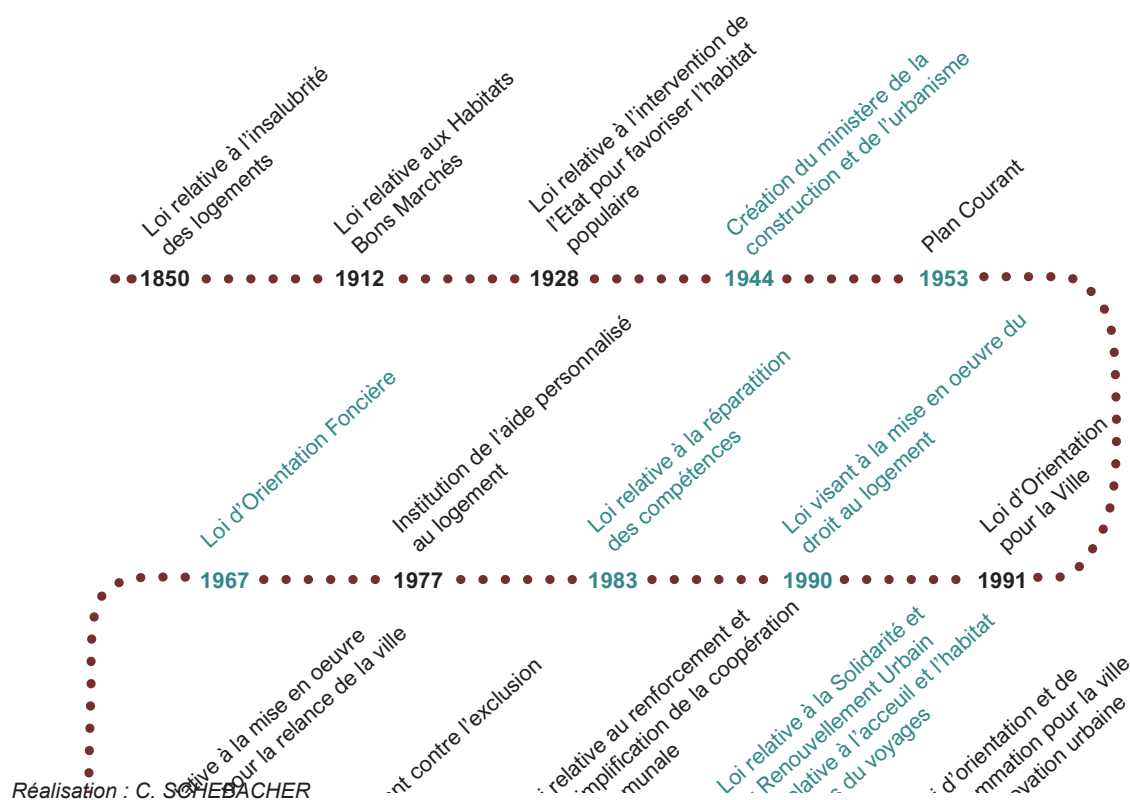 Loi relative à l'insalubrité
des logements
1850
Loi relative aux Habitats
Bons Marchés
1912
Loi relative à l'intervention de
l'Etat pour favoriser l'habitat
populaire
1928
Création du ministère de la
construction et de l'urbanisme
1944
Plan Courant
1953
Loi d'Orientation Foncière
1967
Institution de l'aide personnalisé
au logement
1977
Loi relative à la réparatition
des compétences
1983
Loi visant à la mise en oeuvre du
droit au logement
1990
Loi d'Orientation
pour la Ville
1991
à la mise en oeuvre
pour la relance de la ville
contre l'exclusion
relative au renforcement et
de la coopération
Loi relative à la Solidarité et
Renouvellement Urbain
relative à l'acceuil et l'habitat
du voyages
d'orientation et de
pour la ville
urbaine
Réalisation : C. SCHEBACHER